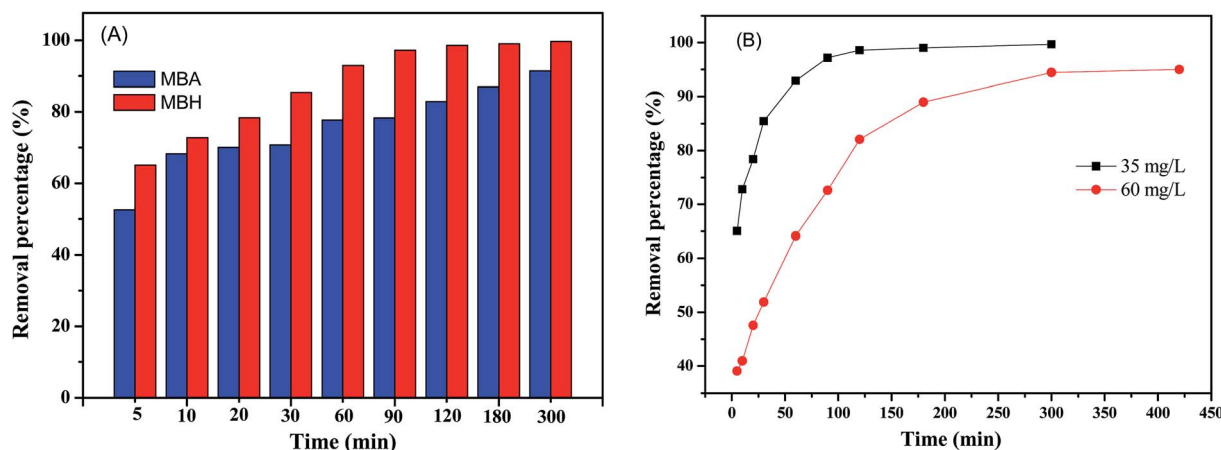 (A)
MBA
MBH
Removal percentage (%)
100
80
60
40
20
0
5 10 20 30 60 90 120 180 300
Time (min)
(B)
Removal percentage (%)
100
90
80
70
60
50
40
35 mg/L
60 mg/L
0 50 100 150 200 250 300 350 400 450
Time (min)